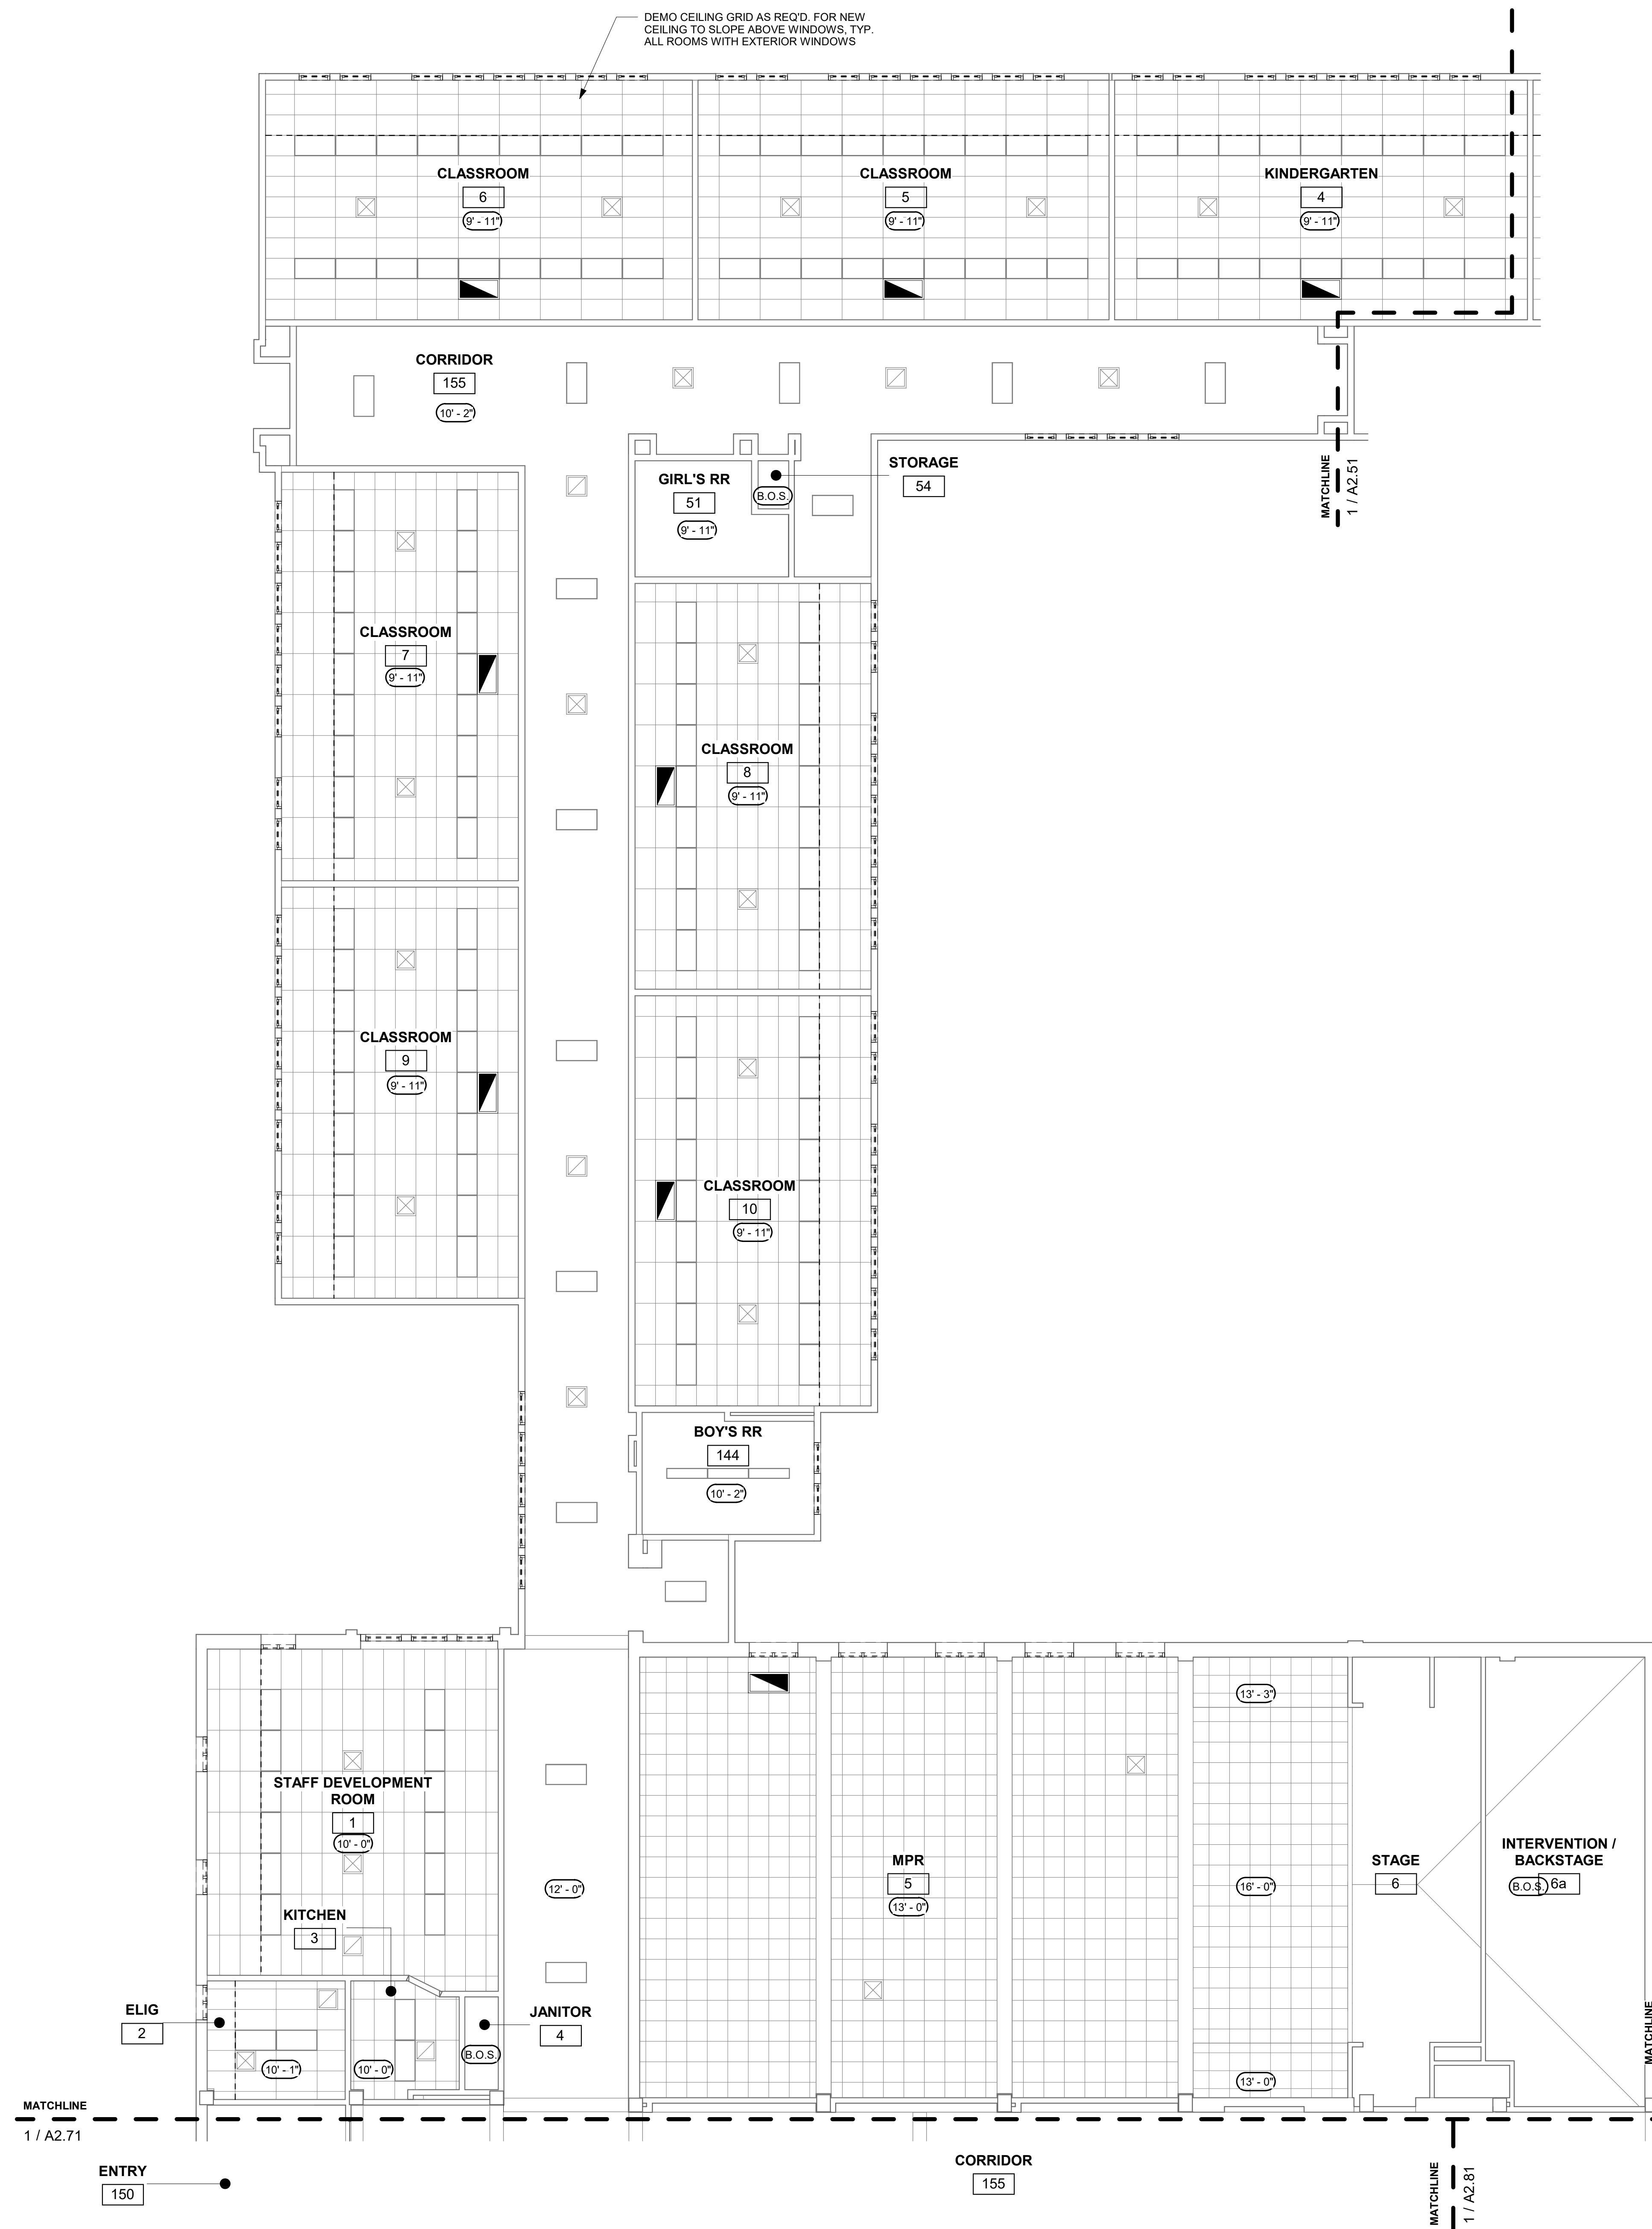 DEMO CEILING GRID AS REQ'D. FOR NEW
CEILING TO SLOPE ABOVE WINDOWS, TYP.
ALL ROOMS WITH EXTERIOR WINDOWS
CLASSROOM
6
9' - 11"
CLASSROOM
5
9' - 11"
KINDERGARTEN
4
9' - 11"
CORRIDOR
155
10' - 2"
MATCHLINE
1 / A2.51
GIRL'S RR
51
9' - 11"
B.O.S.
STORAGE
54
CLASSROOM
7
9' - 11"
CLASSROOM
8
9' - 11"
CLASSROOM
9
9' - 11"
CLASSROOM
10
9' - 11"
BOY'S RR
144
10' - 2"
STAFF DEVELOPMENT
ROOM
1
10' - 0"
KITCHEN
3
10' - 0"
ELIG
2
10' - 1"
JANITOR
4
B.O.S.
12' - 0"
MPR
5
13' - 0"
13' - 3"
16' - 0"
13' - 0"
STAGE
6
INTERVENTION /
BACKSTAGE
B.O.S.
6a
MATCHLINE
MATCHLINE
1 / A2.71
ENTRY
150
CORRIDOR
155
MATCHLINE
1 / A2.81